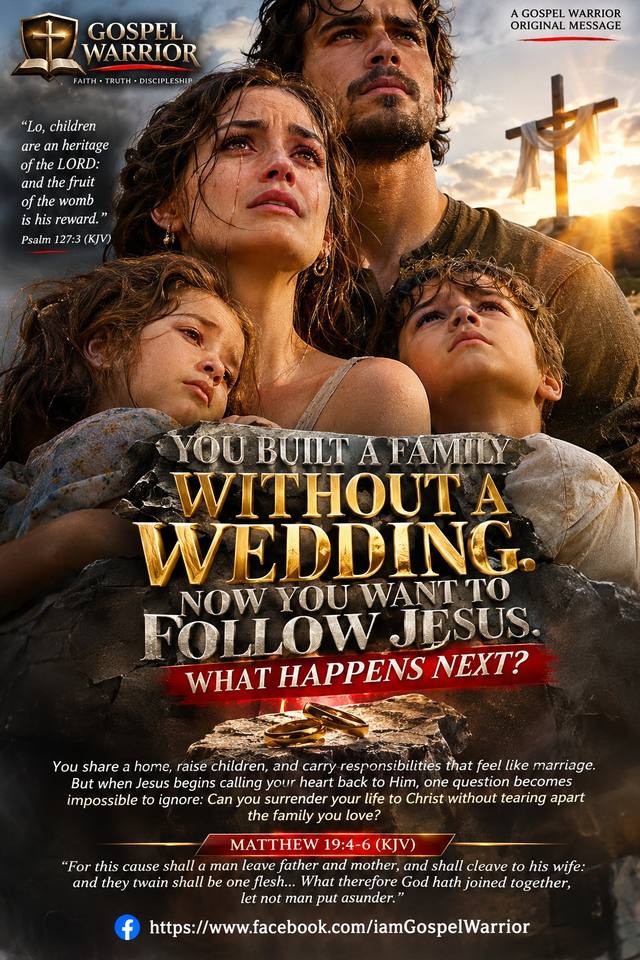 GOSPEL
WARRIOR
FAITH • TRUTH • DISCIPLESHIP
A GOSPEL WARRIOR
ORIGINAL MESSAGE
“Lo, children
are an heritage
of the LORD:
and the fruit
of the womb
is his reward.”
Psalm 127:3 (KJV)
YOU BUILT A FAMILY
WITHOUT A
WEDDING.
NOW YOU WANT TO
FOLLOW JESUS.
WHAT HAPPENS NEXT?
You share a home, raise children, and carry responsibilities that feel like marriage.
But when Jesus begins calling your heart back to Him, one question becomes
impossible to ignore: Can you surrender your life to Christ without tearing apart
the family you love?
MATTHEW 19:4-6 (KJV)
“For this cause shall a man leave father and mother, and shall cleave to his wife:
and they twain shall be one flesh... What therefore God hath joined together,
let not man put asunder.”
https://www.facebook.com/iamGospelWarrior